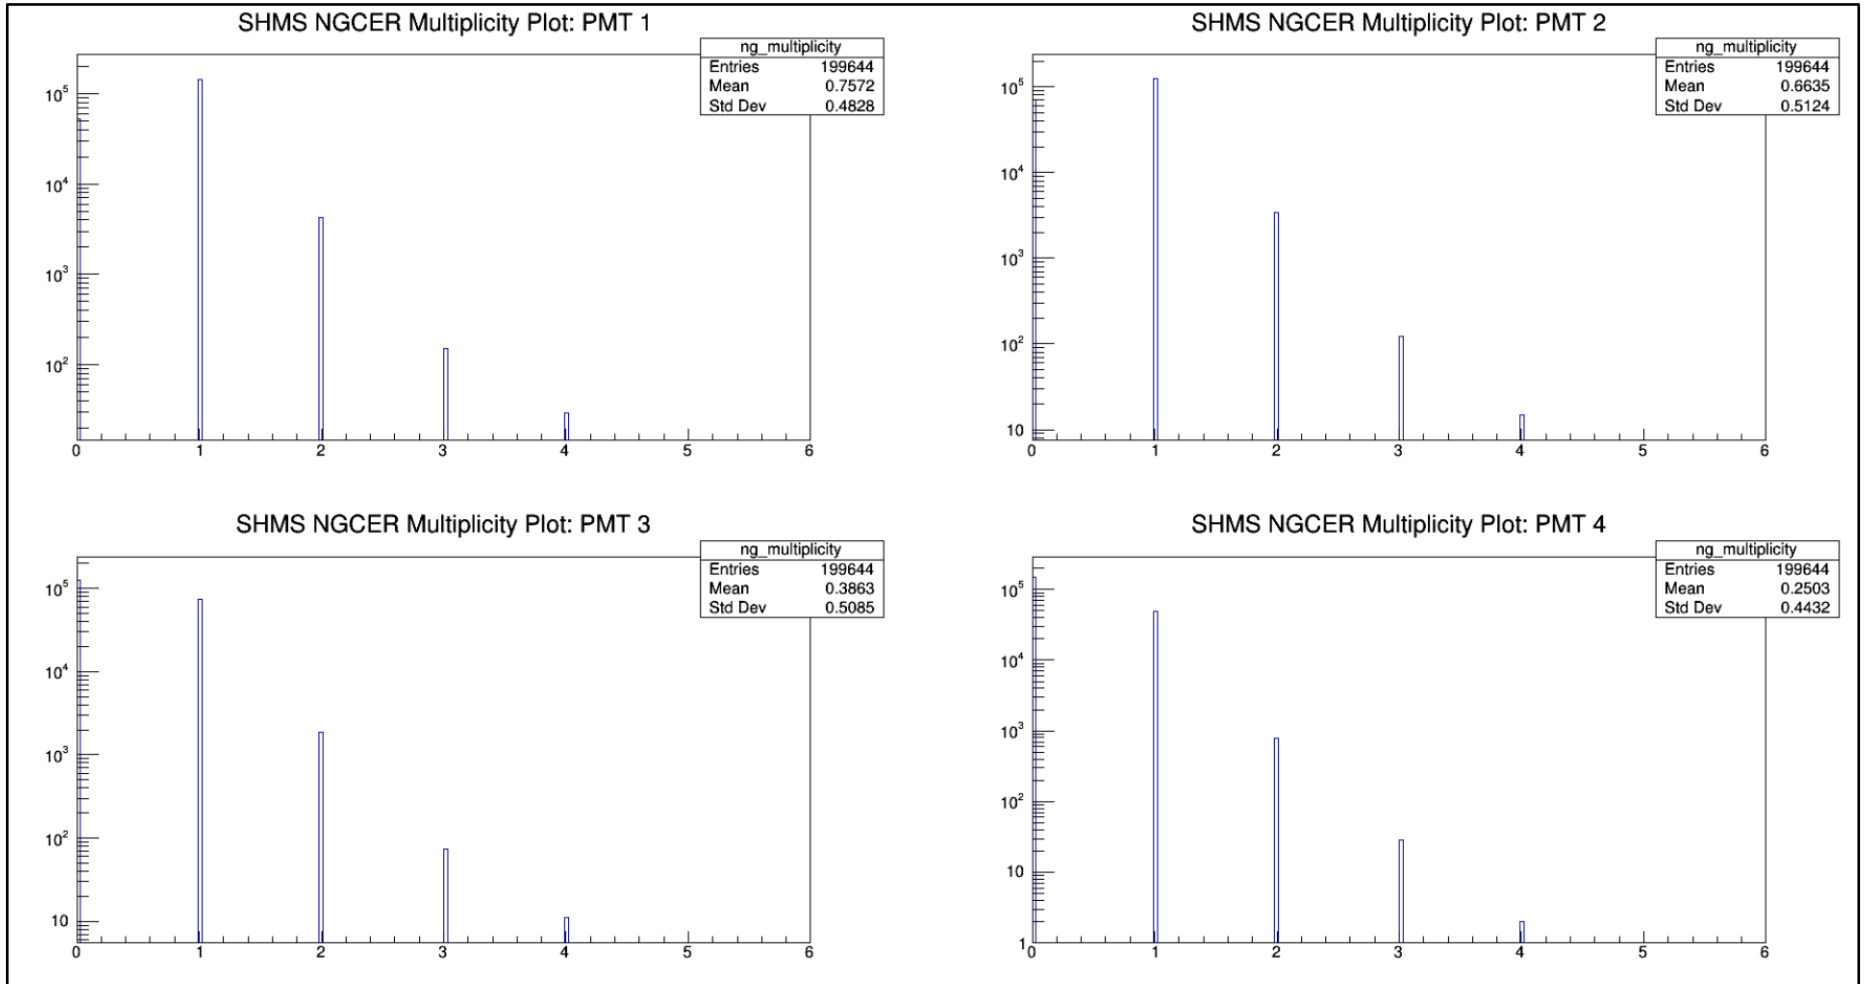 SHMS NGCER Multiplicity Plot: PMT 1
ng_multiplicity
Entries 199644
Mean 0.7572
Std Dev 0.4828
10^5
10^4
10^3
10^2
0 1 2 3 4 5 6
SHMS NGCER Multiplicity Plot: PMT 2
ng_multiplicity
Entries 199644
Mean 0.6635
Std Dev 0.5124
10^5
10^4
10^3
10^2
10
0 1 2 3 4 5 6
SHMS NGCER Multiplicity Plot: PMT 3
ng_multiplicity
Entries 199644
Mean 0.3863
Std Dev 0.5085
10^5
10^4
10^3
10^2
10
0 1 2 3 4 5 6
SHMS NGCER Multiplicity Plot: PMT 4
ng_multiplicity
Entries 199644
Mean 0.2503
Std Dev 0.4432
10^5
10^4
10^3
10^2
10
1
0 1 2 3 4 5 6